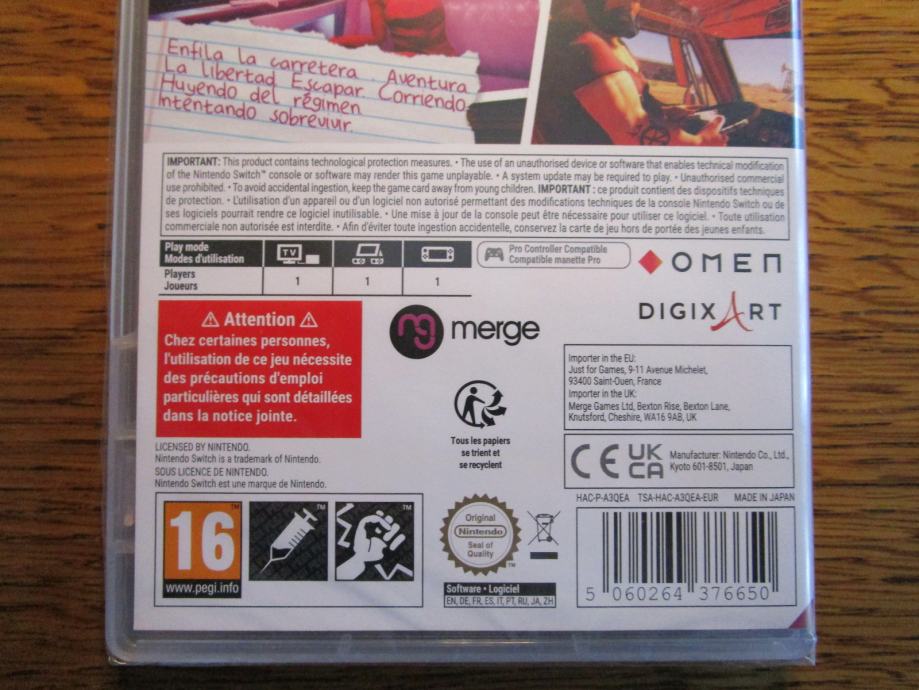 Enfila la carretera. Aventura
La libertad. Escapar. Corriendo.
Huyendo del régimen.
Intentando sobrevivir.
IMPORTANT: This product contains technological protection measures. • The use of an unauthorised device or software that enables technical modification
of the Nintendo Switch™ console or software may render this game unplayable. • A system update may be required to play. • Unauthorised commercial
use prohibited. • To avoid accidental ingestion, keep the game card away from young children. IMPORTANT : ce produit contient des dispositifs techniques
de protection. • L'utilisation d'un appareil ou d'un logiciel non autorisé permettant des modifications techniques de la console Nintendo Switch ou de
ses logiciels pourrait rendre ce logiciel inutilisable. • Une mise à jour de la console peut être nécessaire pour utiliser ce logiciel. • Toute utilisation
commerciale non autorisée est interdite. • Afin d'éviter toute ingestion accidentelle, conservez la carte de jeu hors de portée des jeunes enfants.
Play mode
Modes d'utilisation
TV
Players
Joueurs
1
1
1
Pro Controller Compatible
Compatible manette Pro
OMEN
DIGIXART
Attention
Chez certaines personnes,
l'utilisation de ce jeu nécessite
des précautions d'emploi
particulières qui sont détaillées
dans la notice jointe.
mg merge
Tous les papiers
se trient et
se recyclent
Importer in the EU:
Just for Games, 9-11 Avenue Michelet,
93400 Saint-Ouen, France
Importer in the UK:
Merge Games Ltd, Bexton Rise, Bexton Lane,
Knutsford, Cheshire, WA16 9AB, UK
CE UK
CA
Manufacturer: Nintendo Co., Ltd.,
Kyoto 601-8501, Japan
LICENSED BY NINTENDO.
Nintendo Switch is a trademark of Nintendo.
SOUS LICENCE DE NINTENDO.
Nintendo Switch est une marque de Nintendo.
HAC-P-A3QEA TSA-HAC-A3QEA-EUR MADE IN JAPAN
16
www.pegi.info
TM
TM
TM
Original
Nintendo
Seal of
Quality
TM
Software • Logiciel
EN, DE, FR, ES, IT, PT, RU, JA, ZH
5 060264 376650